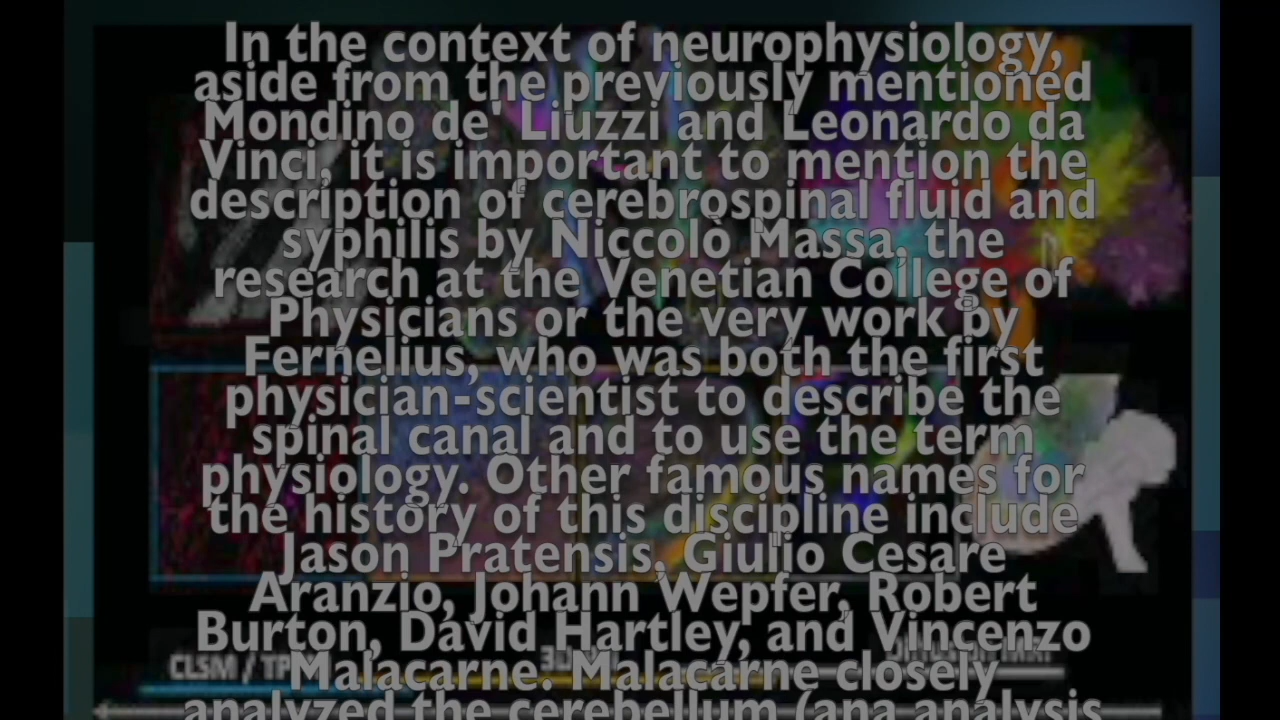 In the context of neurophysiology,
aside from the previously mentioned
Mondino de' Liuzzi and Leonardo da
Vinci, it is important to mention the
description of cerebrospinal fluid and
syphilis by Niccolò Massa, the
research at the Venetian College of
Physicians or the very work by
Fernelius, who was both the first
physician-scientist to describe the
spinal canal and to use the term
physiology. Other famous names for
the history of this discipline include
Jason Pratensis, Giulio Cesare
Aranzio, Johann Wepfer, Robert
Burton, David Hartley, and Vincenzo
Malacarne. Malacarne closely
analyzed the cerebellum (ana analysis
CLSM / TP